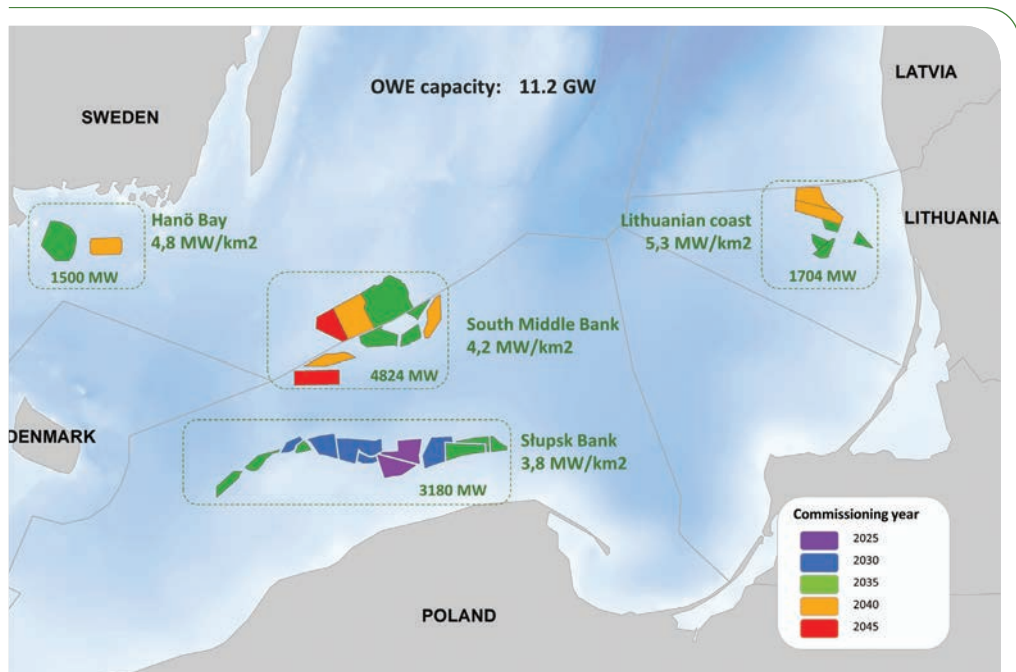 OWE capacity: 11.2 GW
LATVIA
SWEDEN
Hanö Bay
4,8 MW/km2
1500 MW
Lithuanian coast
5,3 MW/km2
1704 MW
LITHUANIA
South Middle Bank
4,2 MW/km2
4824 MW
DENMARK
Słupsk Bank
3,8 MW/km2
3180 MW
POLAND
Commissioning year
2025
2030
2035
2040
2045